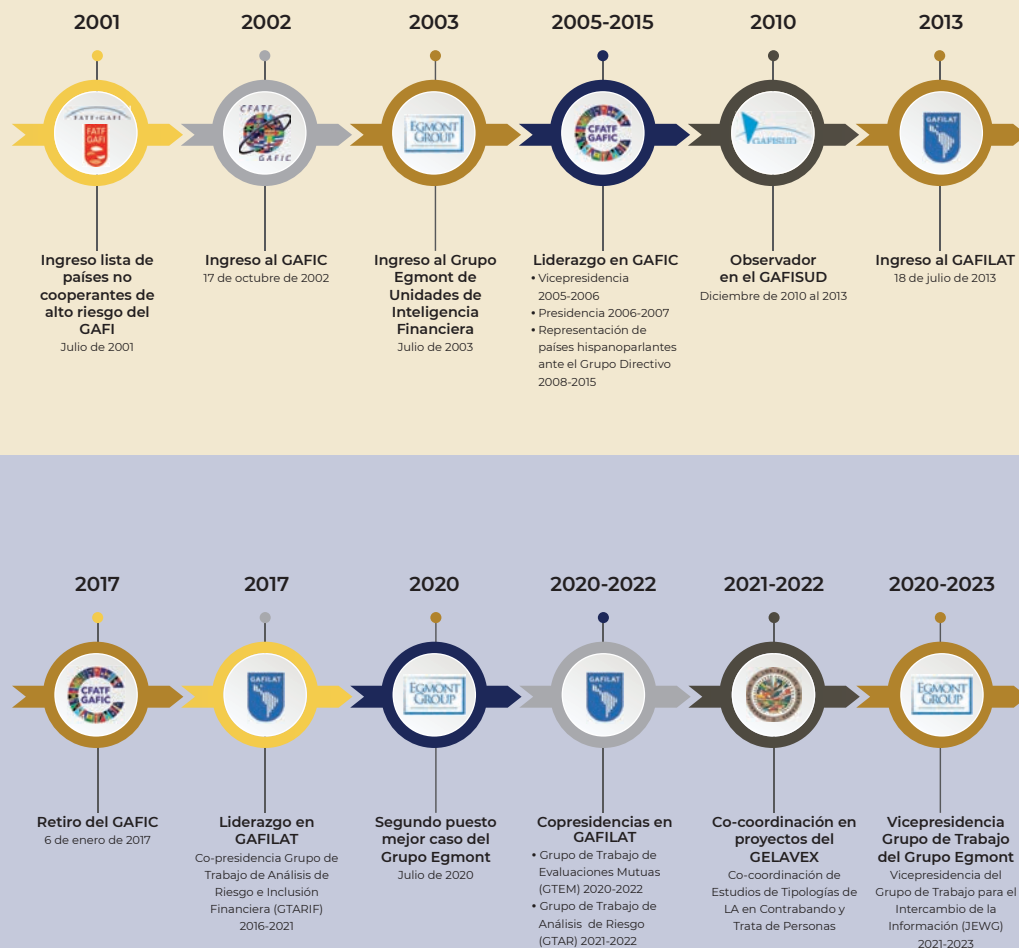 2001
2002
2003
2005-2015
2010
2013
FATF-GAFI
FATF
GAFI
CFATF
GAFIC
EGMONT
GROUP
CFATF
GAFIC
GAFISUD
GAFILAT
Ingreso lista de
países no
cooperantes de
alto riesgo del
GAFI
Julio de 2001
Ingreso al GAFIC
17 de octubre de 2002
Ingreso al Grupo
Egmont de
Unidades de
Inteligencia
Financiera
Julio de 2003
Liderazgo en GAFIC
• Vicepresidencia
2005-2006
• Presidencia 2006-2007
• Representación de
países hispanoparlantes
ante el Grupo Directivo
2008-2015
Observador
en el GAFISUD
Diciembre de 2010 al 2013
Ingreso al GAFILAT
18 de julio de 2013
2017
2017
2020
2020-2022
2021-2022
2020-2023
CFATF
GAFIC
GAFILAT
EGMONT
GROUP
GAFILAT
EGMONT
GROUP
Retiro del GAFIC
6 de enero de 2017
Liderazgo en
GAFILAT
Co-presidencia Grupo de
Trabajo de Análisis de
Riesgo e Inclusión
Financiera (GTARIF)
2016-2021
Segundo puesto
mejor caso del
Grupo Egmont
Julio de 2020
Copresidencias en
GAFILAT
• Grupo de Trabajo de
Evaluaciones Mutuas
(GTEM) 2020-2022
• Grupo de Trabajo de
Análisis de Riesgo
(GTAR) 2021-2022
Co-coordinación en
proyectos del
GELAVEX
Co-coordinación de
Estudios de Tipologías de
LA en Contrabando y
Trata de Personas
Vicepresidencia
Grupo de Trabajo
del Grupo Egmont
Vicepresidencia del
Grupo de Trabajo para el
Intercambio de la
Información (JEWG)
2021-2023